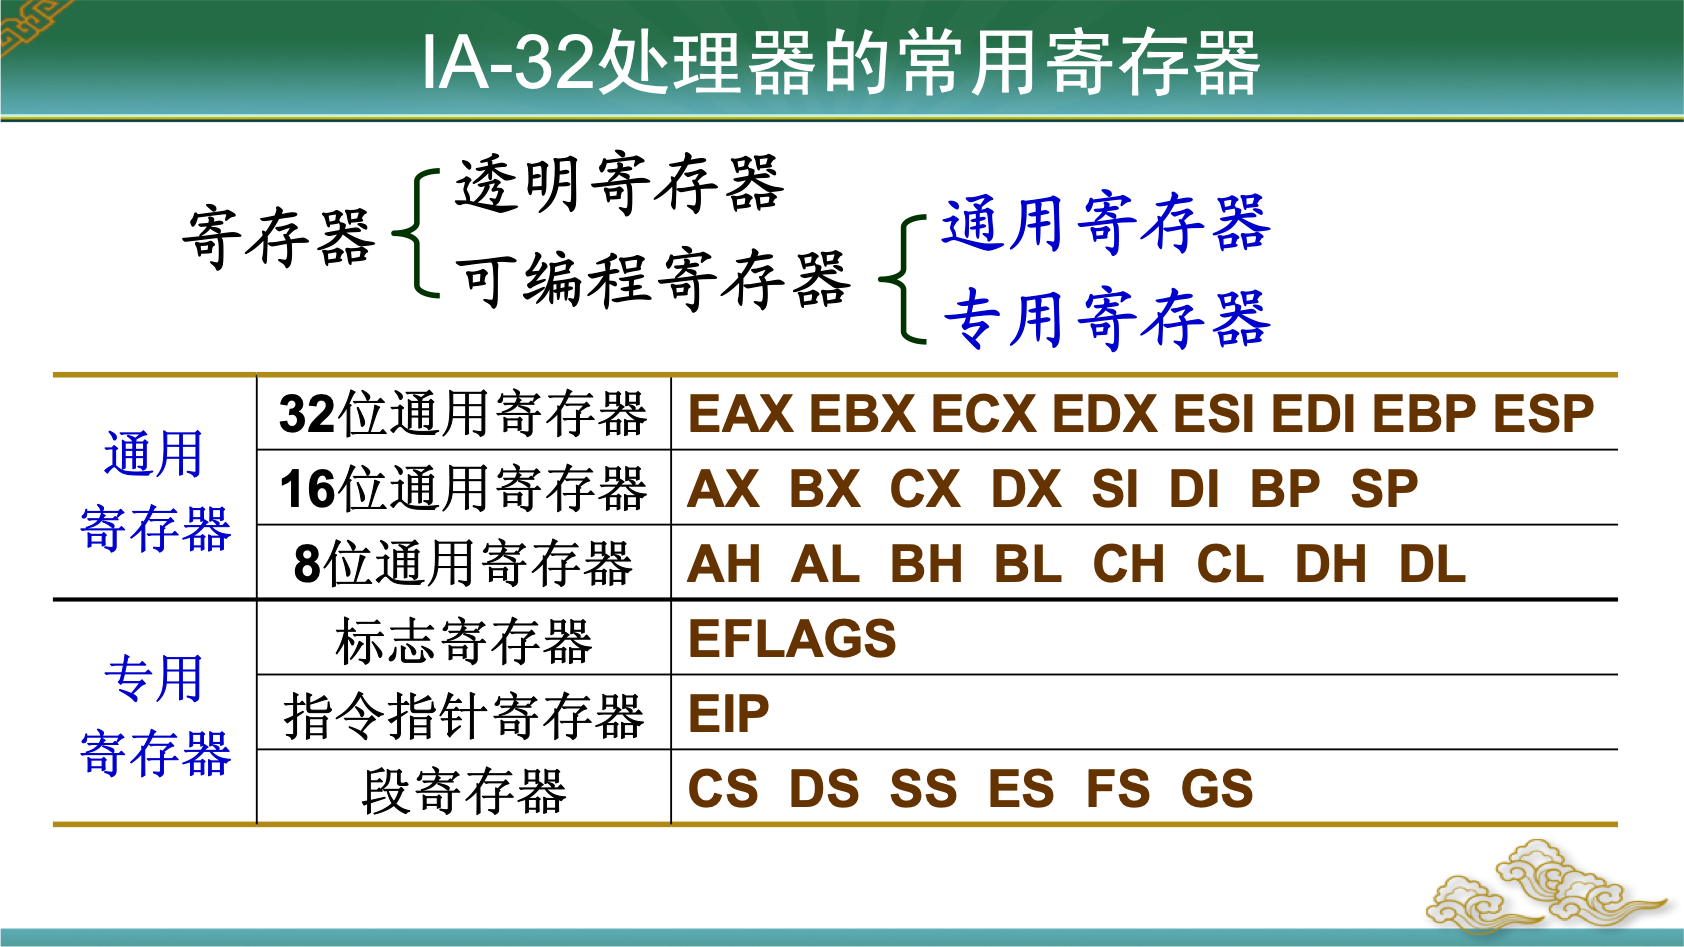 IA-32处理器的常用寄存器
寄存器
透明寄存器
可编程寄存器
通用寄存器
专用寄存器
通用
寄存器
32位通用寄存器 EAX EBX ECX EDX ESI EDI EBP ESP
16位通用寄存器 AX BX CX DX SI DI BP SP
8位通用寄存器 AH AL BH BL CH CL DH DL
专用
寄存器
标志寄存器 EFLAGS
指令指针寄存器 EIP
段寄存器 CS DS SS ES FS GS